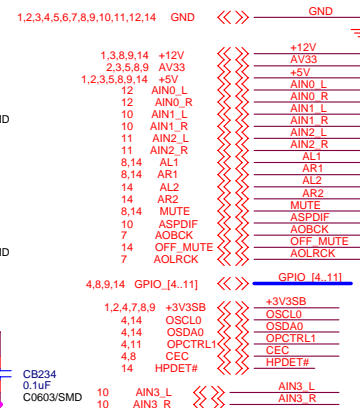 1,2,3,4,5,6,7,8,9,10,11,12,14 GND GND
1,3,8,9,14 +12V +12V
2,3,5,8,9 AV33 AV33
1,2,3,5,8,9,14 +5V +5V
12 AIN0_L AIN0_L
12 AIN0_R AIN0_R
10 AIN1_L AIN1_L
10 AIN1_R AIN1_R
11 AIN2_L AIN2_L
11 AIN2_R AIN2_R
8,14 AL1 AL1
8,14 AR1 AR1
14 AL2 AL2
14 AR2 AR2
8,14 MUTE MUTE
10 ASPDIF ASPDIF
7 AOBCK AOBCK
14 OFF_MUTE OFF_MUTE
7 AOLRCK AOLRCK
4,8,9,14 GPIO_[4..11] GPIO_[4..11]
1,2,4,7,8,9 +3V3SB +3V3SB
4,14 OSCL0 OSCL0
4,14 OSDA0 OSDA0
4,11 OPCTRL1 OPCTRL1
4,8 CEC CEC
14 HPDET# HPDET#
CB234
0.1uF
C0603/SMD
10 AIN3_L AIN3_L
10 AIN3_R AIN3_R